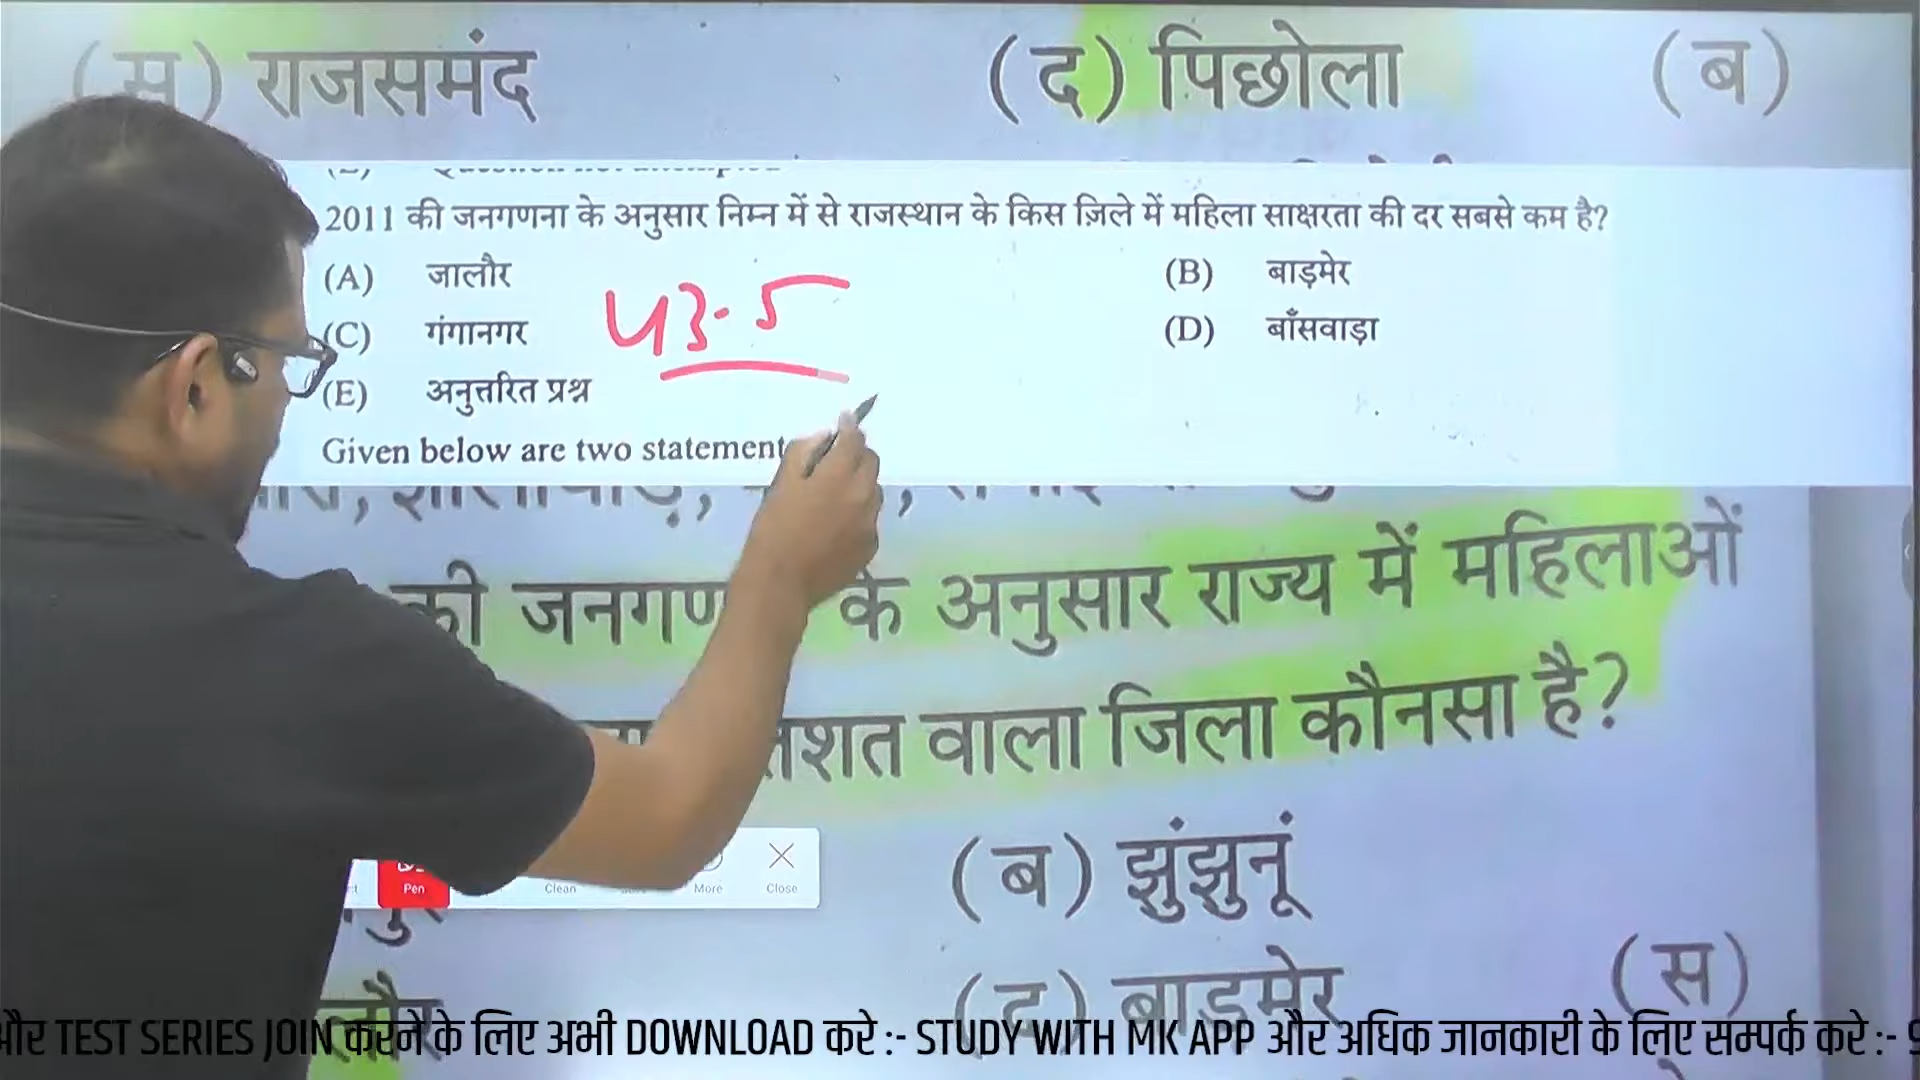 (स) राजसमंद (द) पिछोला (ब)
2011 की जनगणना के अनुसार निम्न में से राजस्थान के किस ज़िले में महिला साक्षरता की दर सबसे कम है?
(A) जालौर (B) बाड़मेर
(C) गंगानगर (D) बाँसवाड़ा
43.5
(E) अनुत्तरित प्रश्न
Given below are two statement
की जनगण के अनुसार राज्य में महिलाओं
वाला जिला कौनसा है?
(ब) झुंझुनूं
Pen Clean More Close
(द) बाड़मेर (स)
और TEST SERIES JOIN करने के लिए अभी DOWNLOAD करे :- STUDY WITH MK APP और अधिक जानकारी के लिए सम्पर्क करे :-